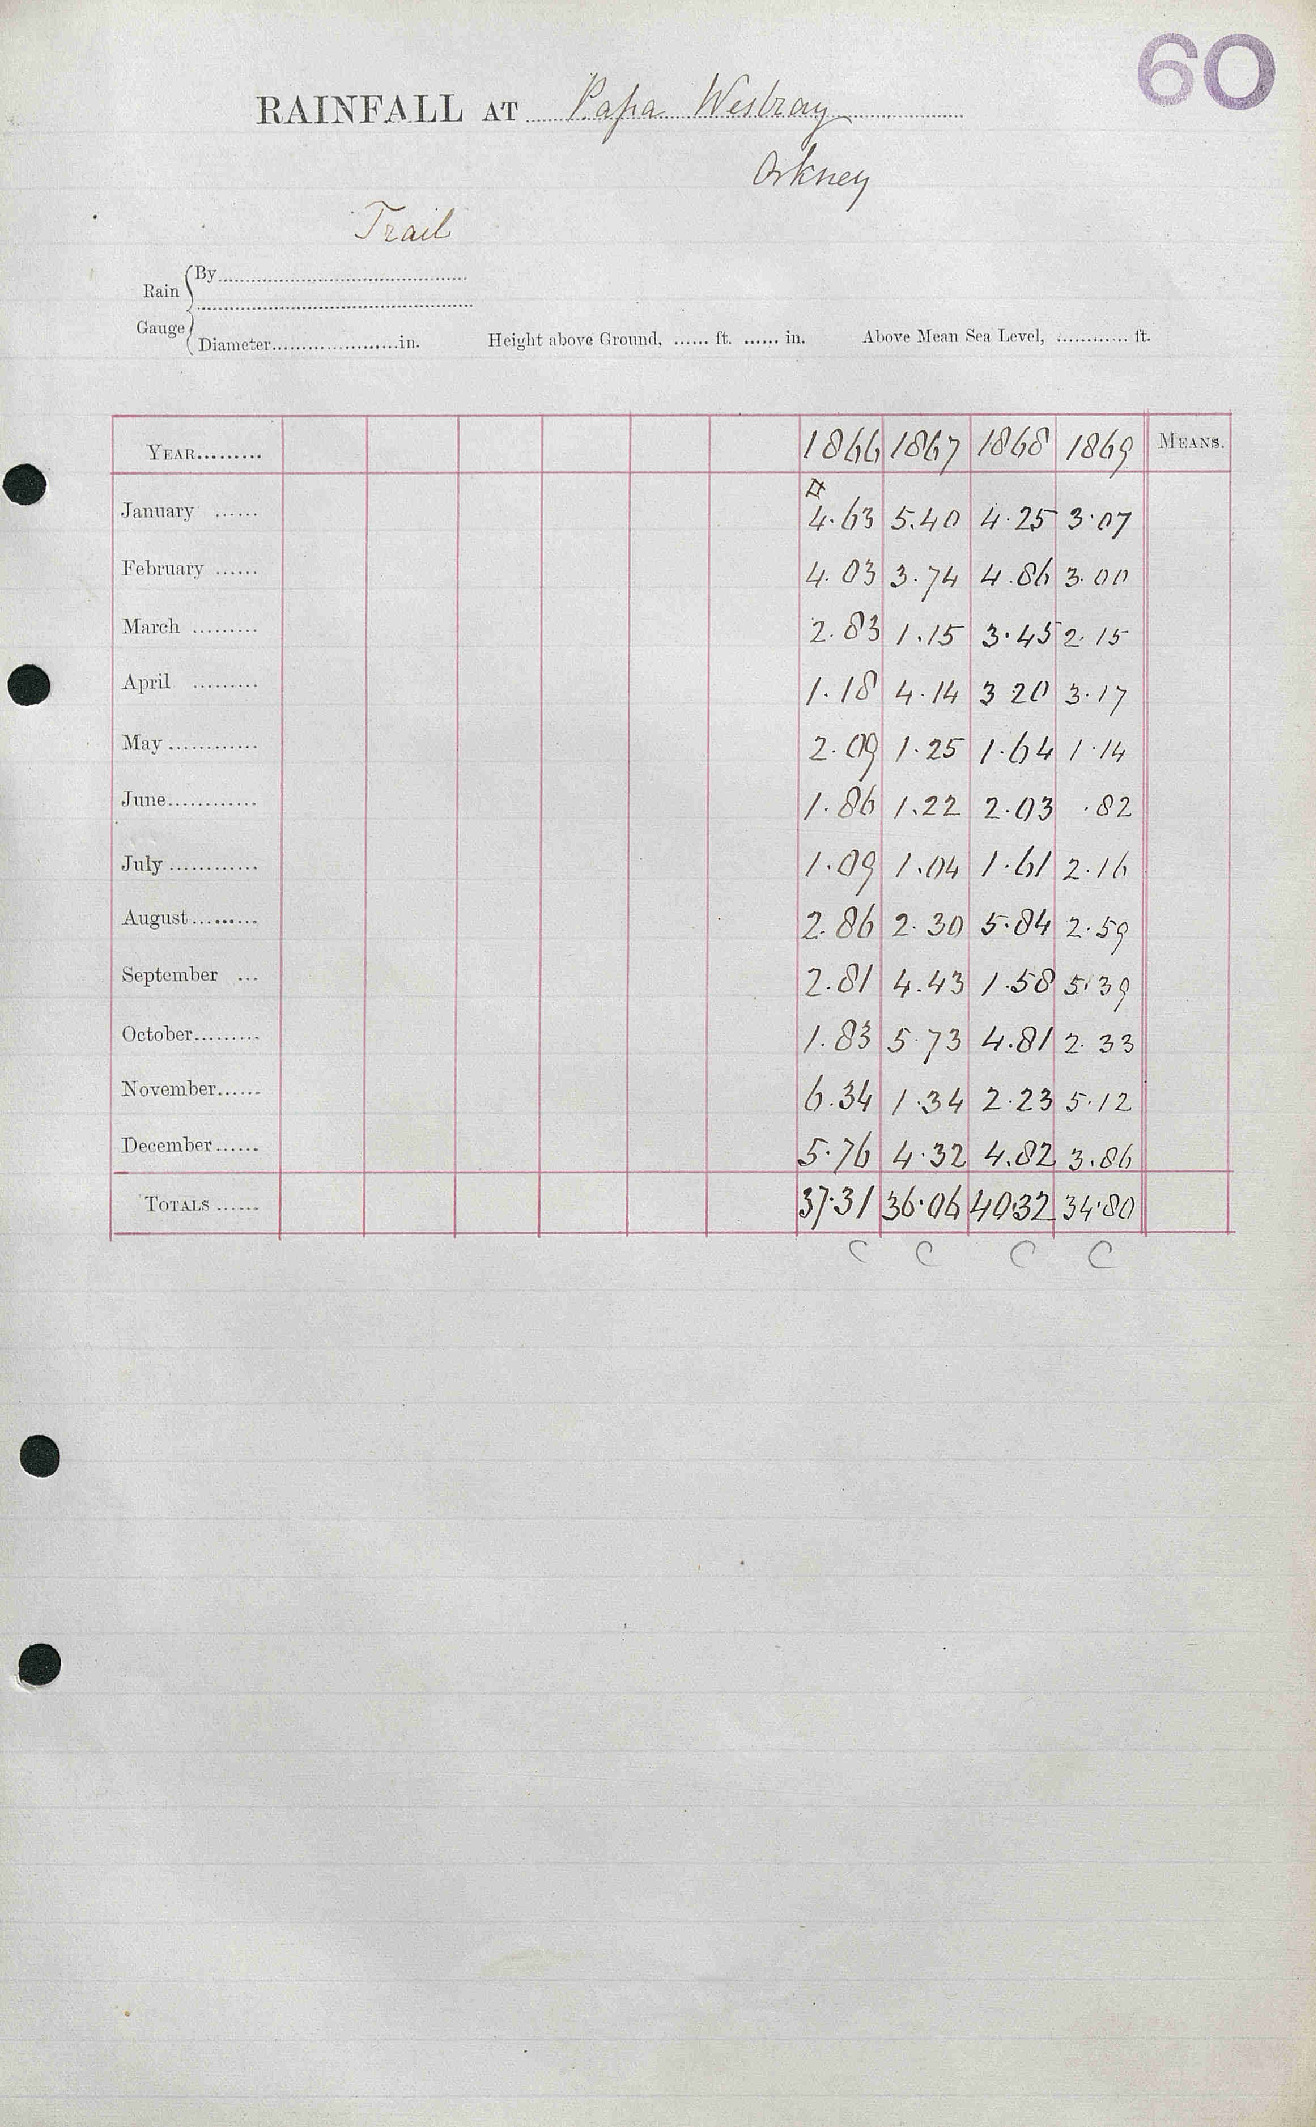 60
RAINFALL AT Papa Westray
Orkney
Trail
Rain Gauge
By
Diameter in. Height above Ground, ft. in. Above Mean Sea Level, ft.
YEAR 1866 1867 1868 1869 MEANS.
January 4.63 5.40 4.25 3.07
February 4.03 3.74 4.86 3.00
March 2.83 1.15 3.45 2.15
April 1.18 4.14 3 20 3.17
May 2.09 1.25 1.64 1.14
June 1.86 1.22 2.03 .82
July 1.09 1.04 1.61 2.16
August 2.86 2.30 5.84 2.59
September 2.81 4.43 1.58 5.39
October 1.83 5.73 4.81 2.33
November 6.34 1.34 2.23 5.12
December 5.76 4.32 4.82 3.86
TOTALS 37.31 36.06 40.32 34.80
C C C C